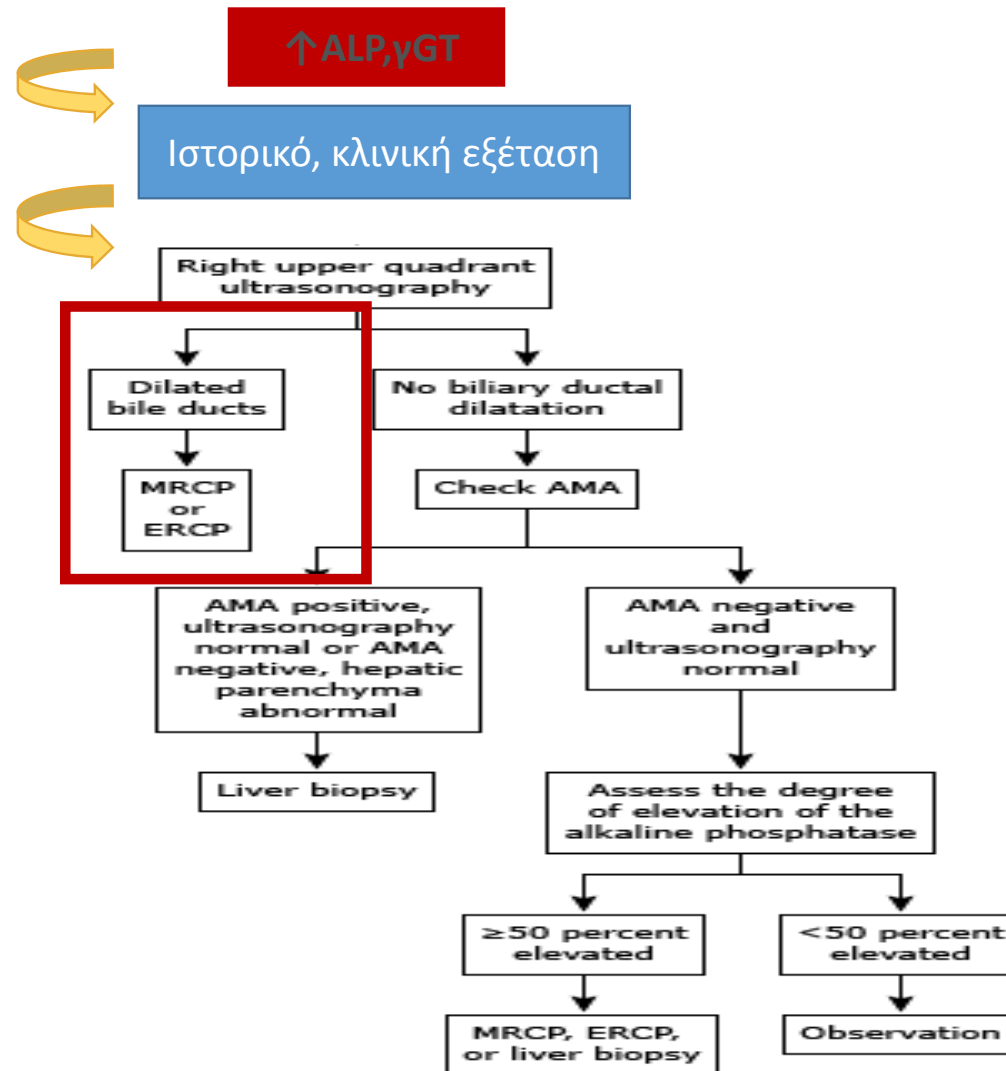 ↑ALP,γGT
Ιστορικό, κλινική εξέταση
Right upper quadrant
ultrasonography
Dilated
bile ducts
No biliary ductal
dilatation
MRCP
or
ERCP
Check AMA
AMA positive,
ultrasonography
normal or AMA
negative, hepatic
parenchyma
abnormal
AMA negative
and
ultrasonography
normal
Liver biopsy
Assess the degree
of elevation of the
alkaline phosphatase
≥50 percent
elevated
<50 percent
elevated
MRCP, ERCP,
or liver biopsy
Observation